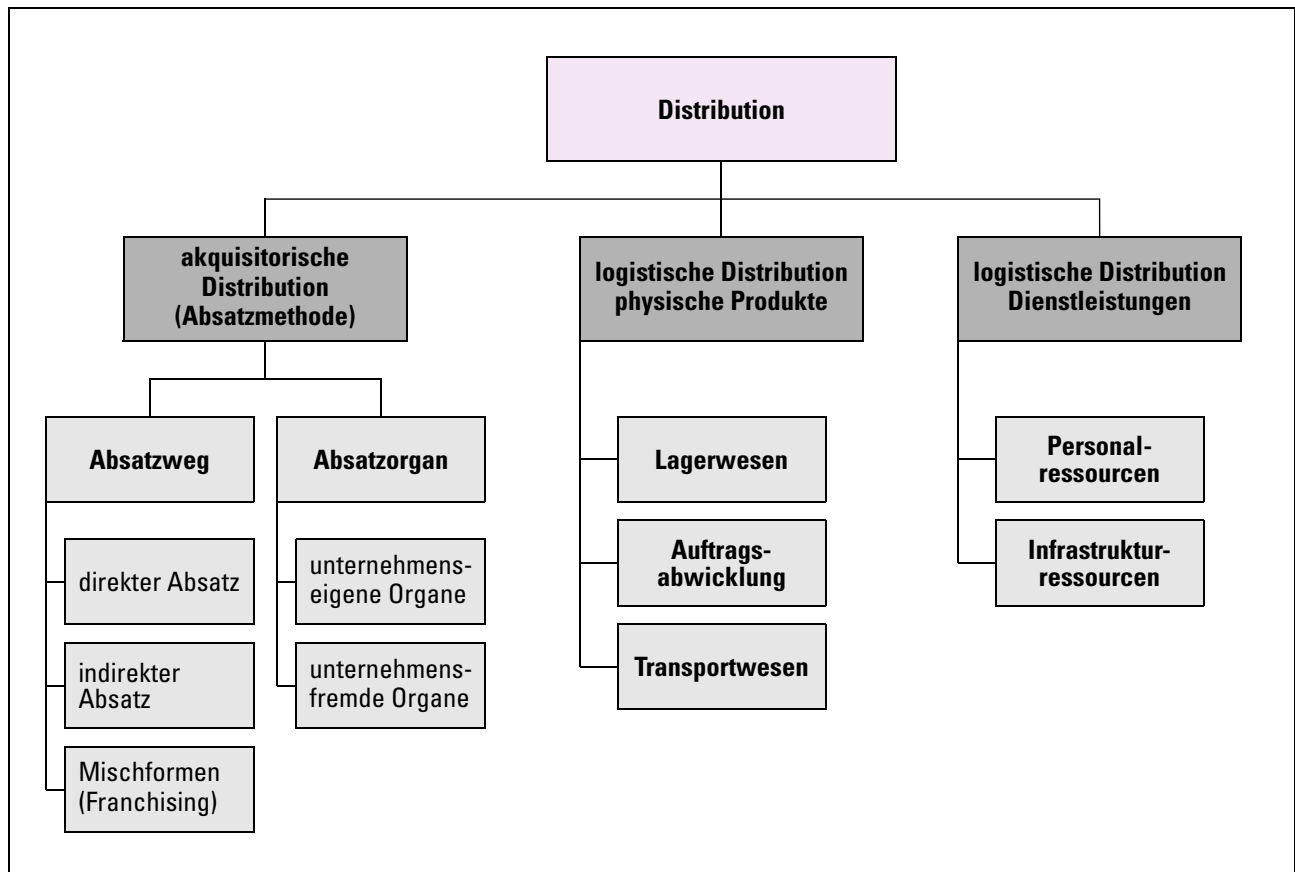 Distribution
akquisitorische
Distribution
(Absatzmethode)
logistische Distribution
physische Produkte
logistische Distribution
Dienstleistungen
Absatzweg
Absatzorgan
direkter Absatz
indirekter
Absatz
Mischformen
(Franchising)
unternehmens-
eigene Organe
unternehmens-
fremde Organe
Lagerwesen
Auftrags-
abwicklung
Transportwesen
Personal-
ressourcen
Infrastruktur-
ressourcen